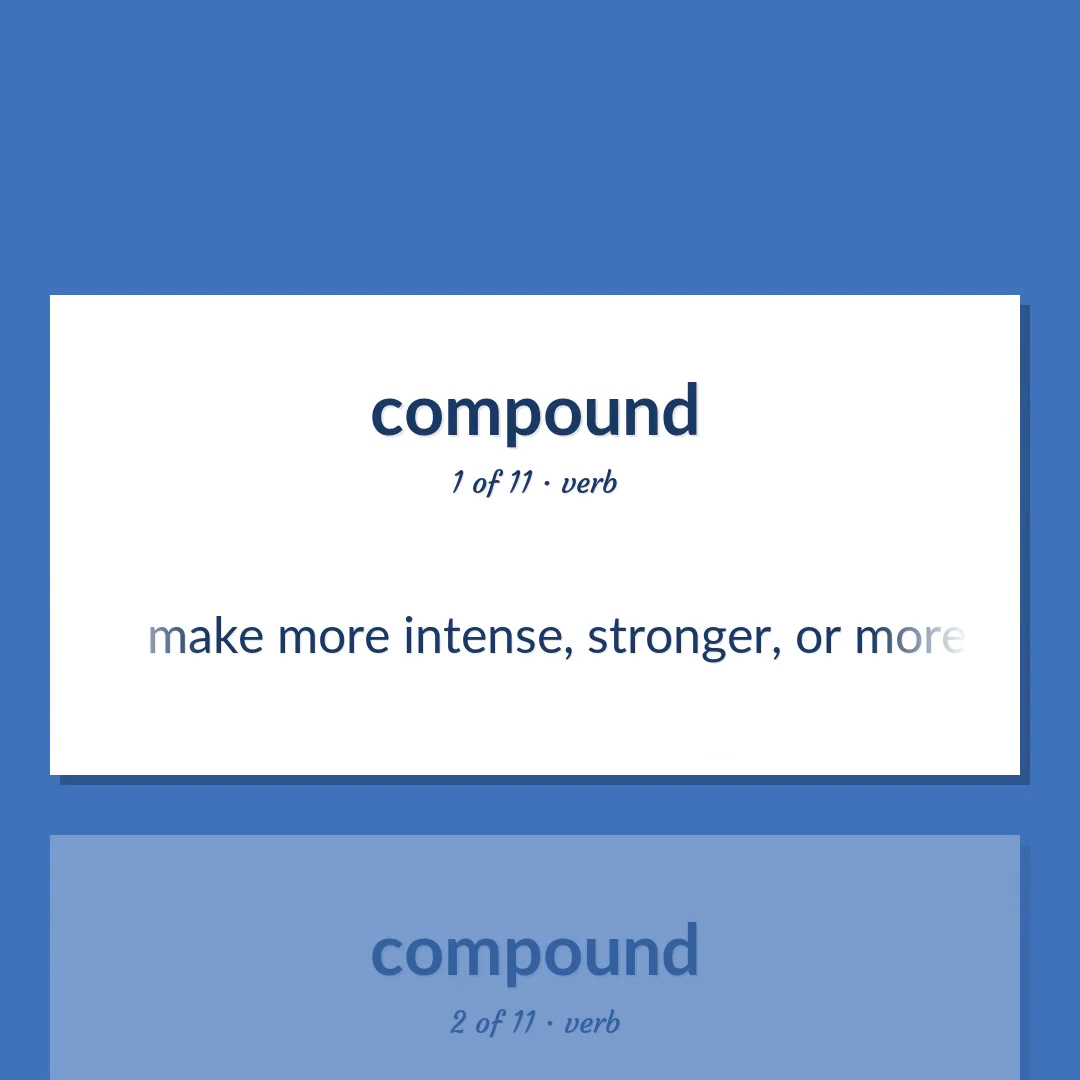 compound
1 of 11 · verb
make more intense, stronger, or more
compound
2 of 11 · verb